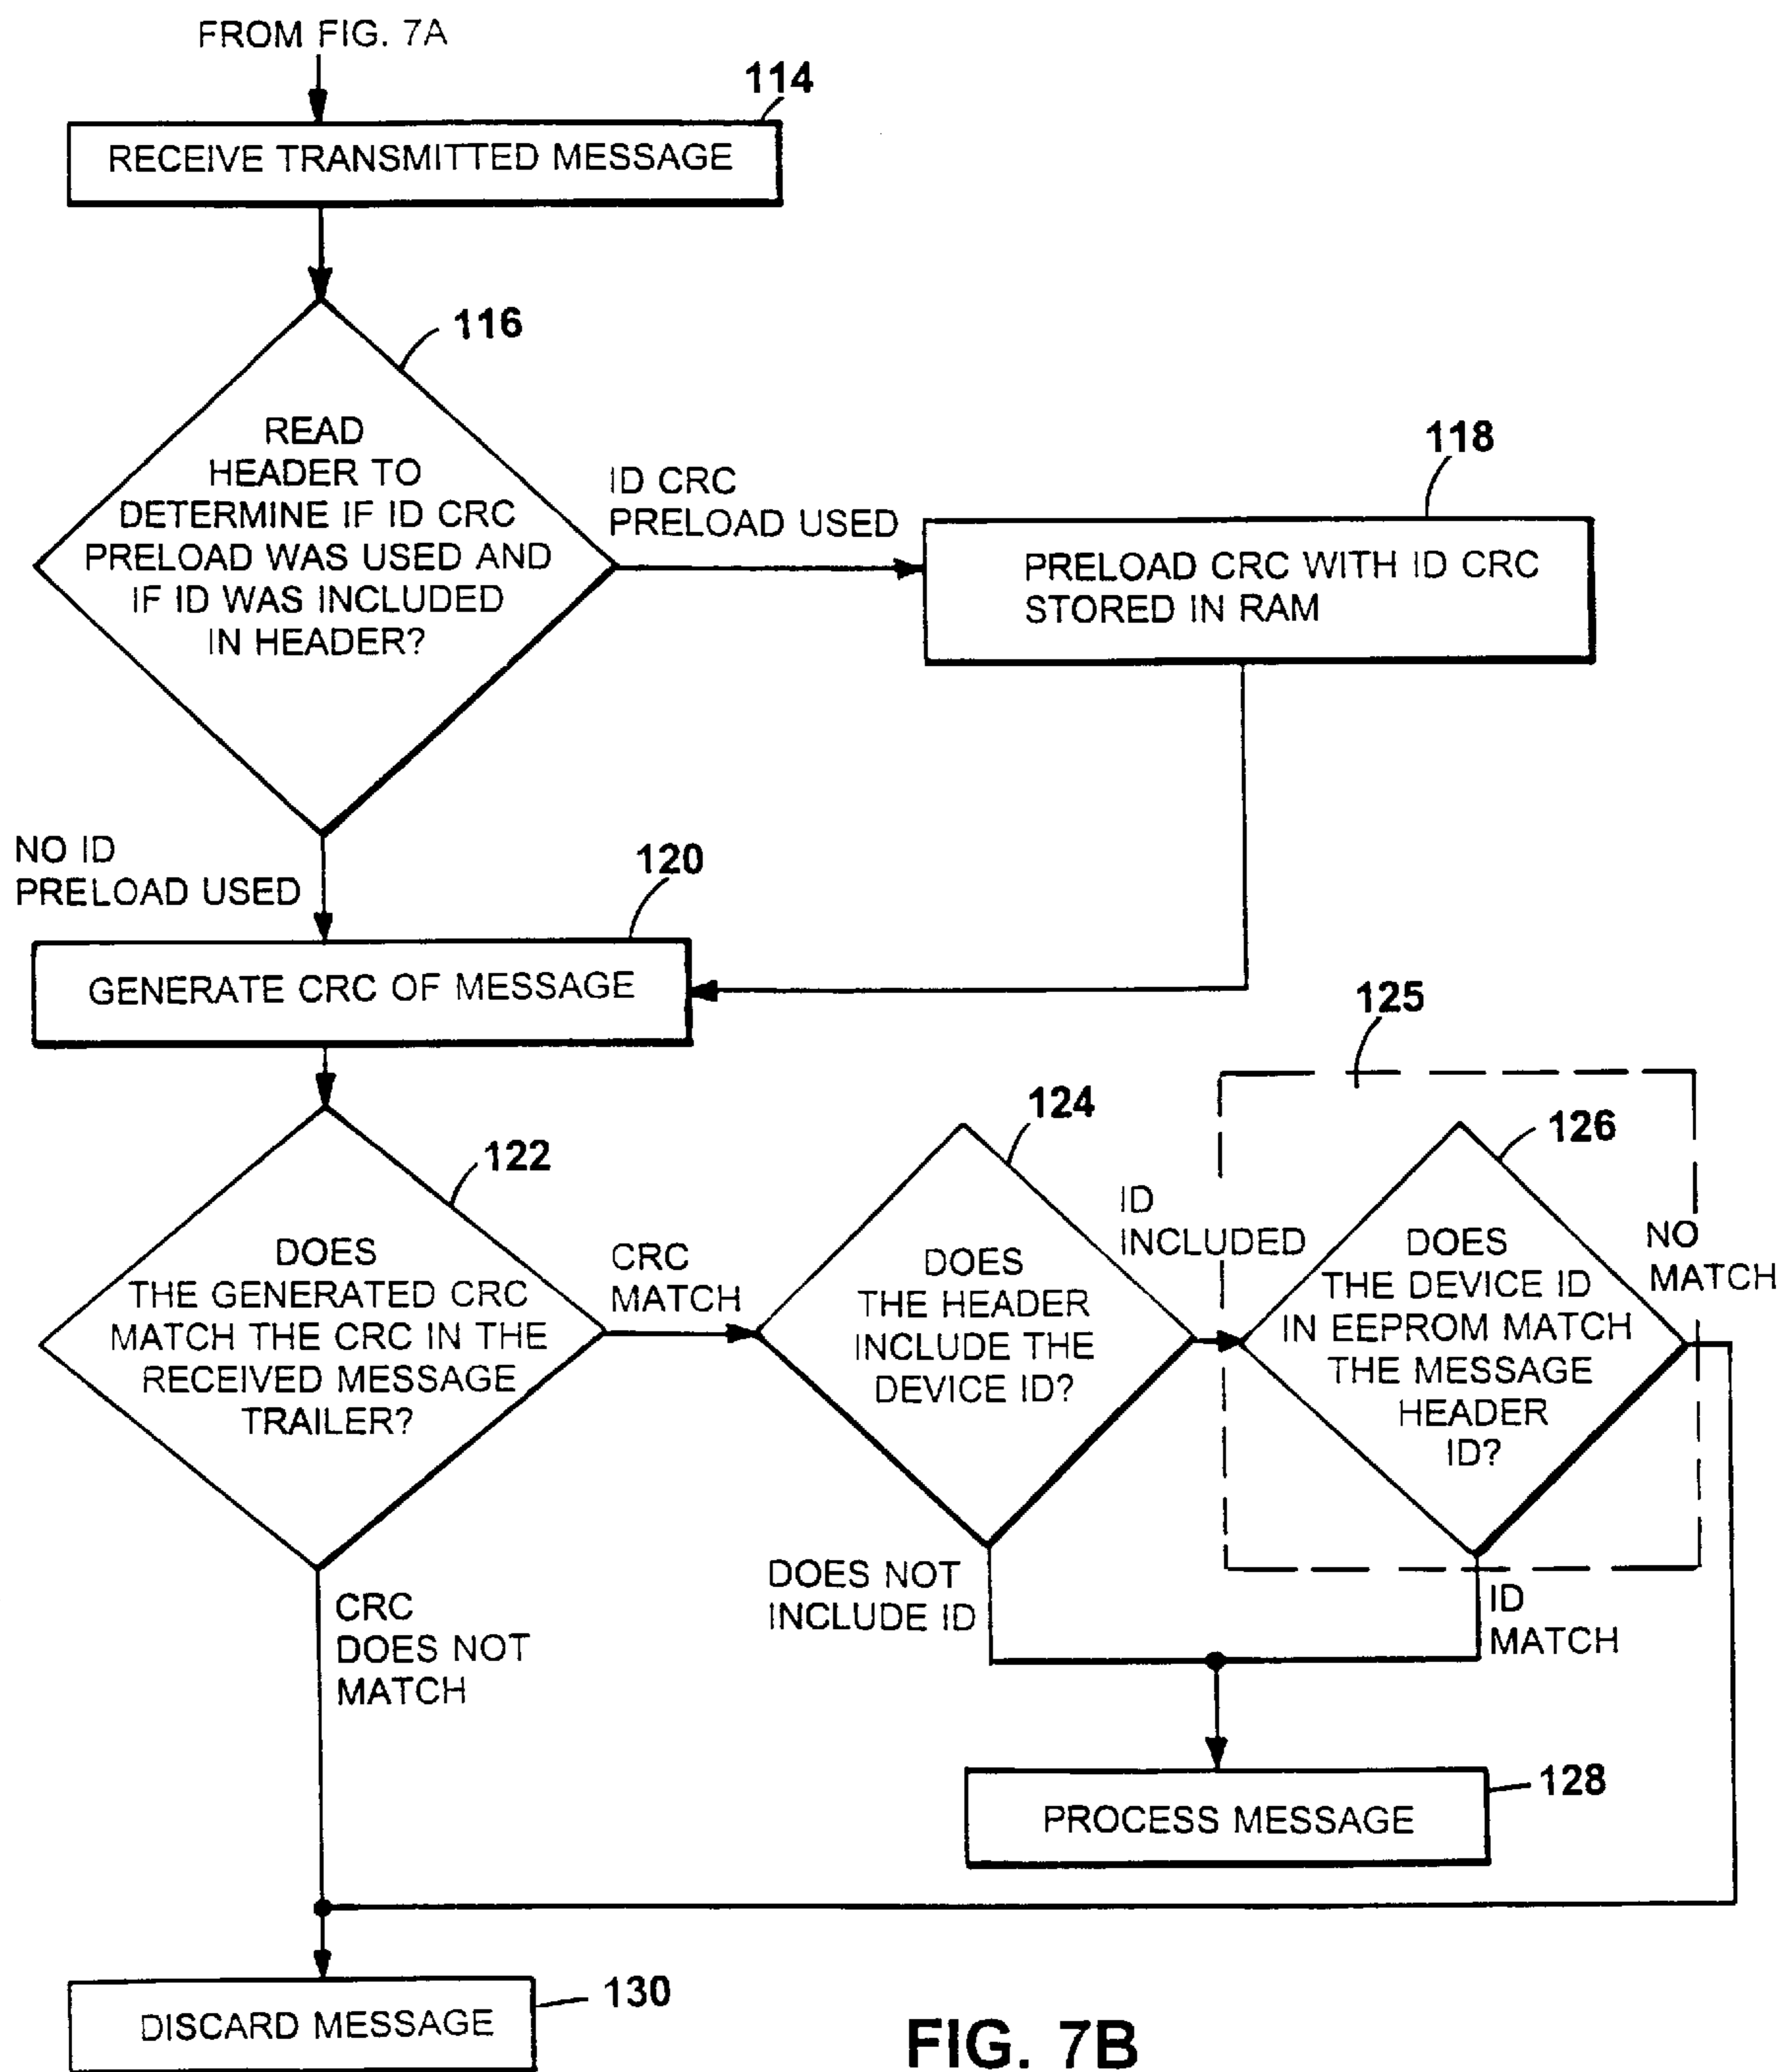 FROM FIG. 7A
114
RECEIVE TRANSMITTED MESSAGE
116
READ
HEADER TO
DETERMINE IF ID CRC
PRELOAD WAS USED AND
IF ID WAS INCLUDED
IN HEADER?
ID CRC
PRELOAD USED
118
PRELOAD CRC WITH ID CRC
STORED IN RAM
NO ID
PRELOAD USED
120
GENERATE CRC OF MESSAGE
122
DOES
THE GENERATED CRC
MATCH THE CRC IN THE
RECEIVED MESSAGE
TRAILER?
CRC
MATCH
124
DOES
THE HEADER
INCLUDE THE
DEVICE ID?
ID
INCLUDED
125
126
DOES
THE DEVICE ID
IN EEPROM MATCH
THE MESSAGE
HEADER
ID?
NO
MATCH
CRC
DOES NOT
MATCH
DOES NOT
INCLUDE ID
ID
MATCH
128
PROCESS MESSAGE
130
DISCARD MESSAGE
FIG. 7B